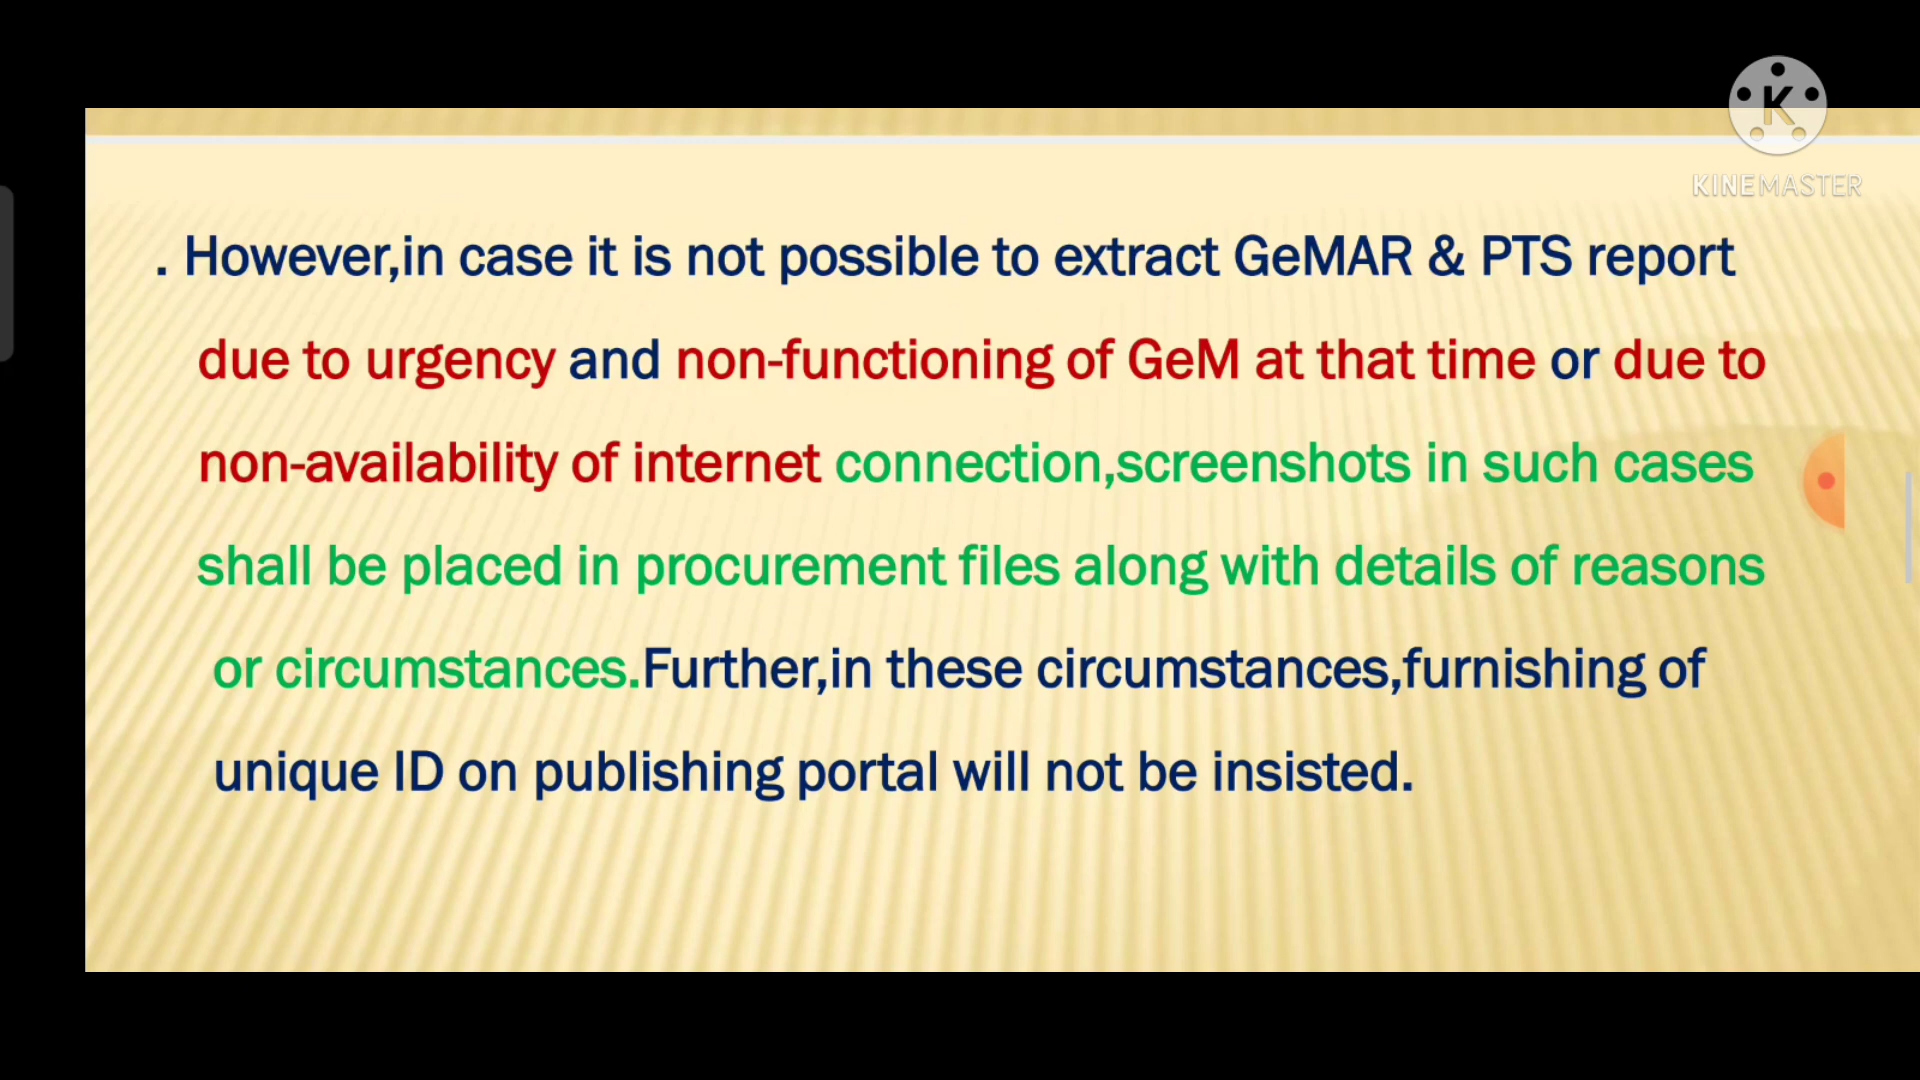 K
KINEMASTER
. However,in case it is not possible to extract GeMAR & PTS report
due to urgency and non-functioning of GeM at that time or due to
non-availability of internet connection,screenshots in such cases
shall be placed in procurement files along with details of reasons
or circumstances.Further,in these circumstances,furnishing of
unique ID on publishing portal will not be insisted.